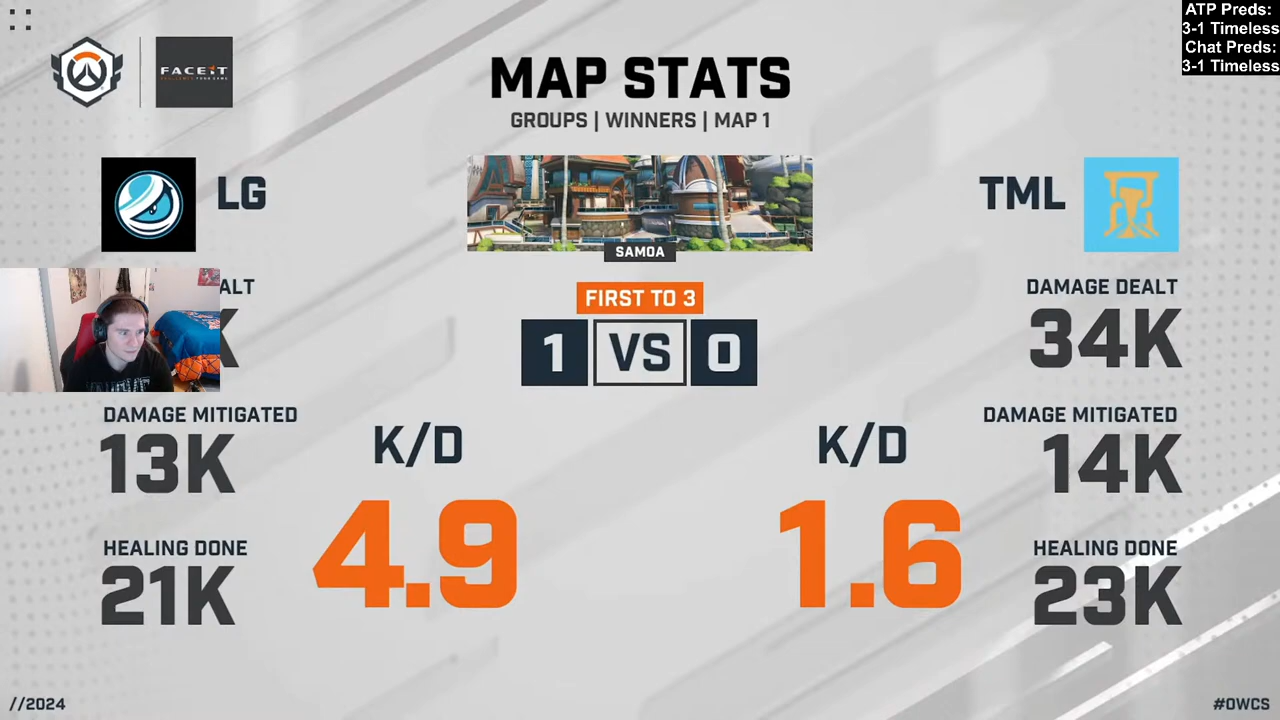 ATP Preds:
3-1 Timeless
Chat Preds:
3-1 Timeless
FACEIT
MAP STATS
GROUPS | WINNERS | MAP 1
LG
TML
SAMOA
FIRST TO 3
1 VS 0
ALT
K
DAMAGE MITIGATED
13K
HEALING DONE
21K
K/D
4.9
K/D
1.6
DAMAGE DEALT
34K
DAMAGE MITIGATED
14K
HEALING DONE
23K
//2024
#OWCS